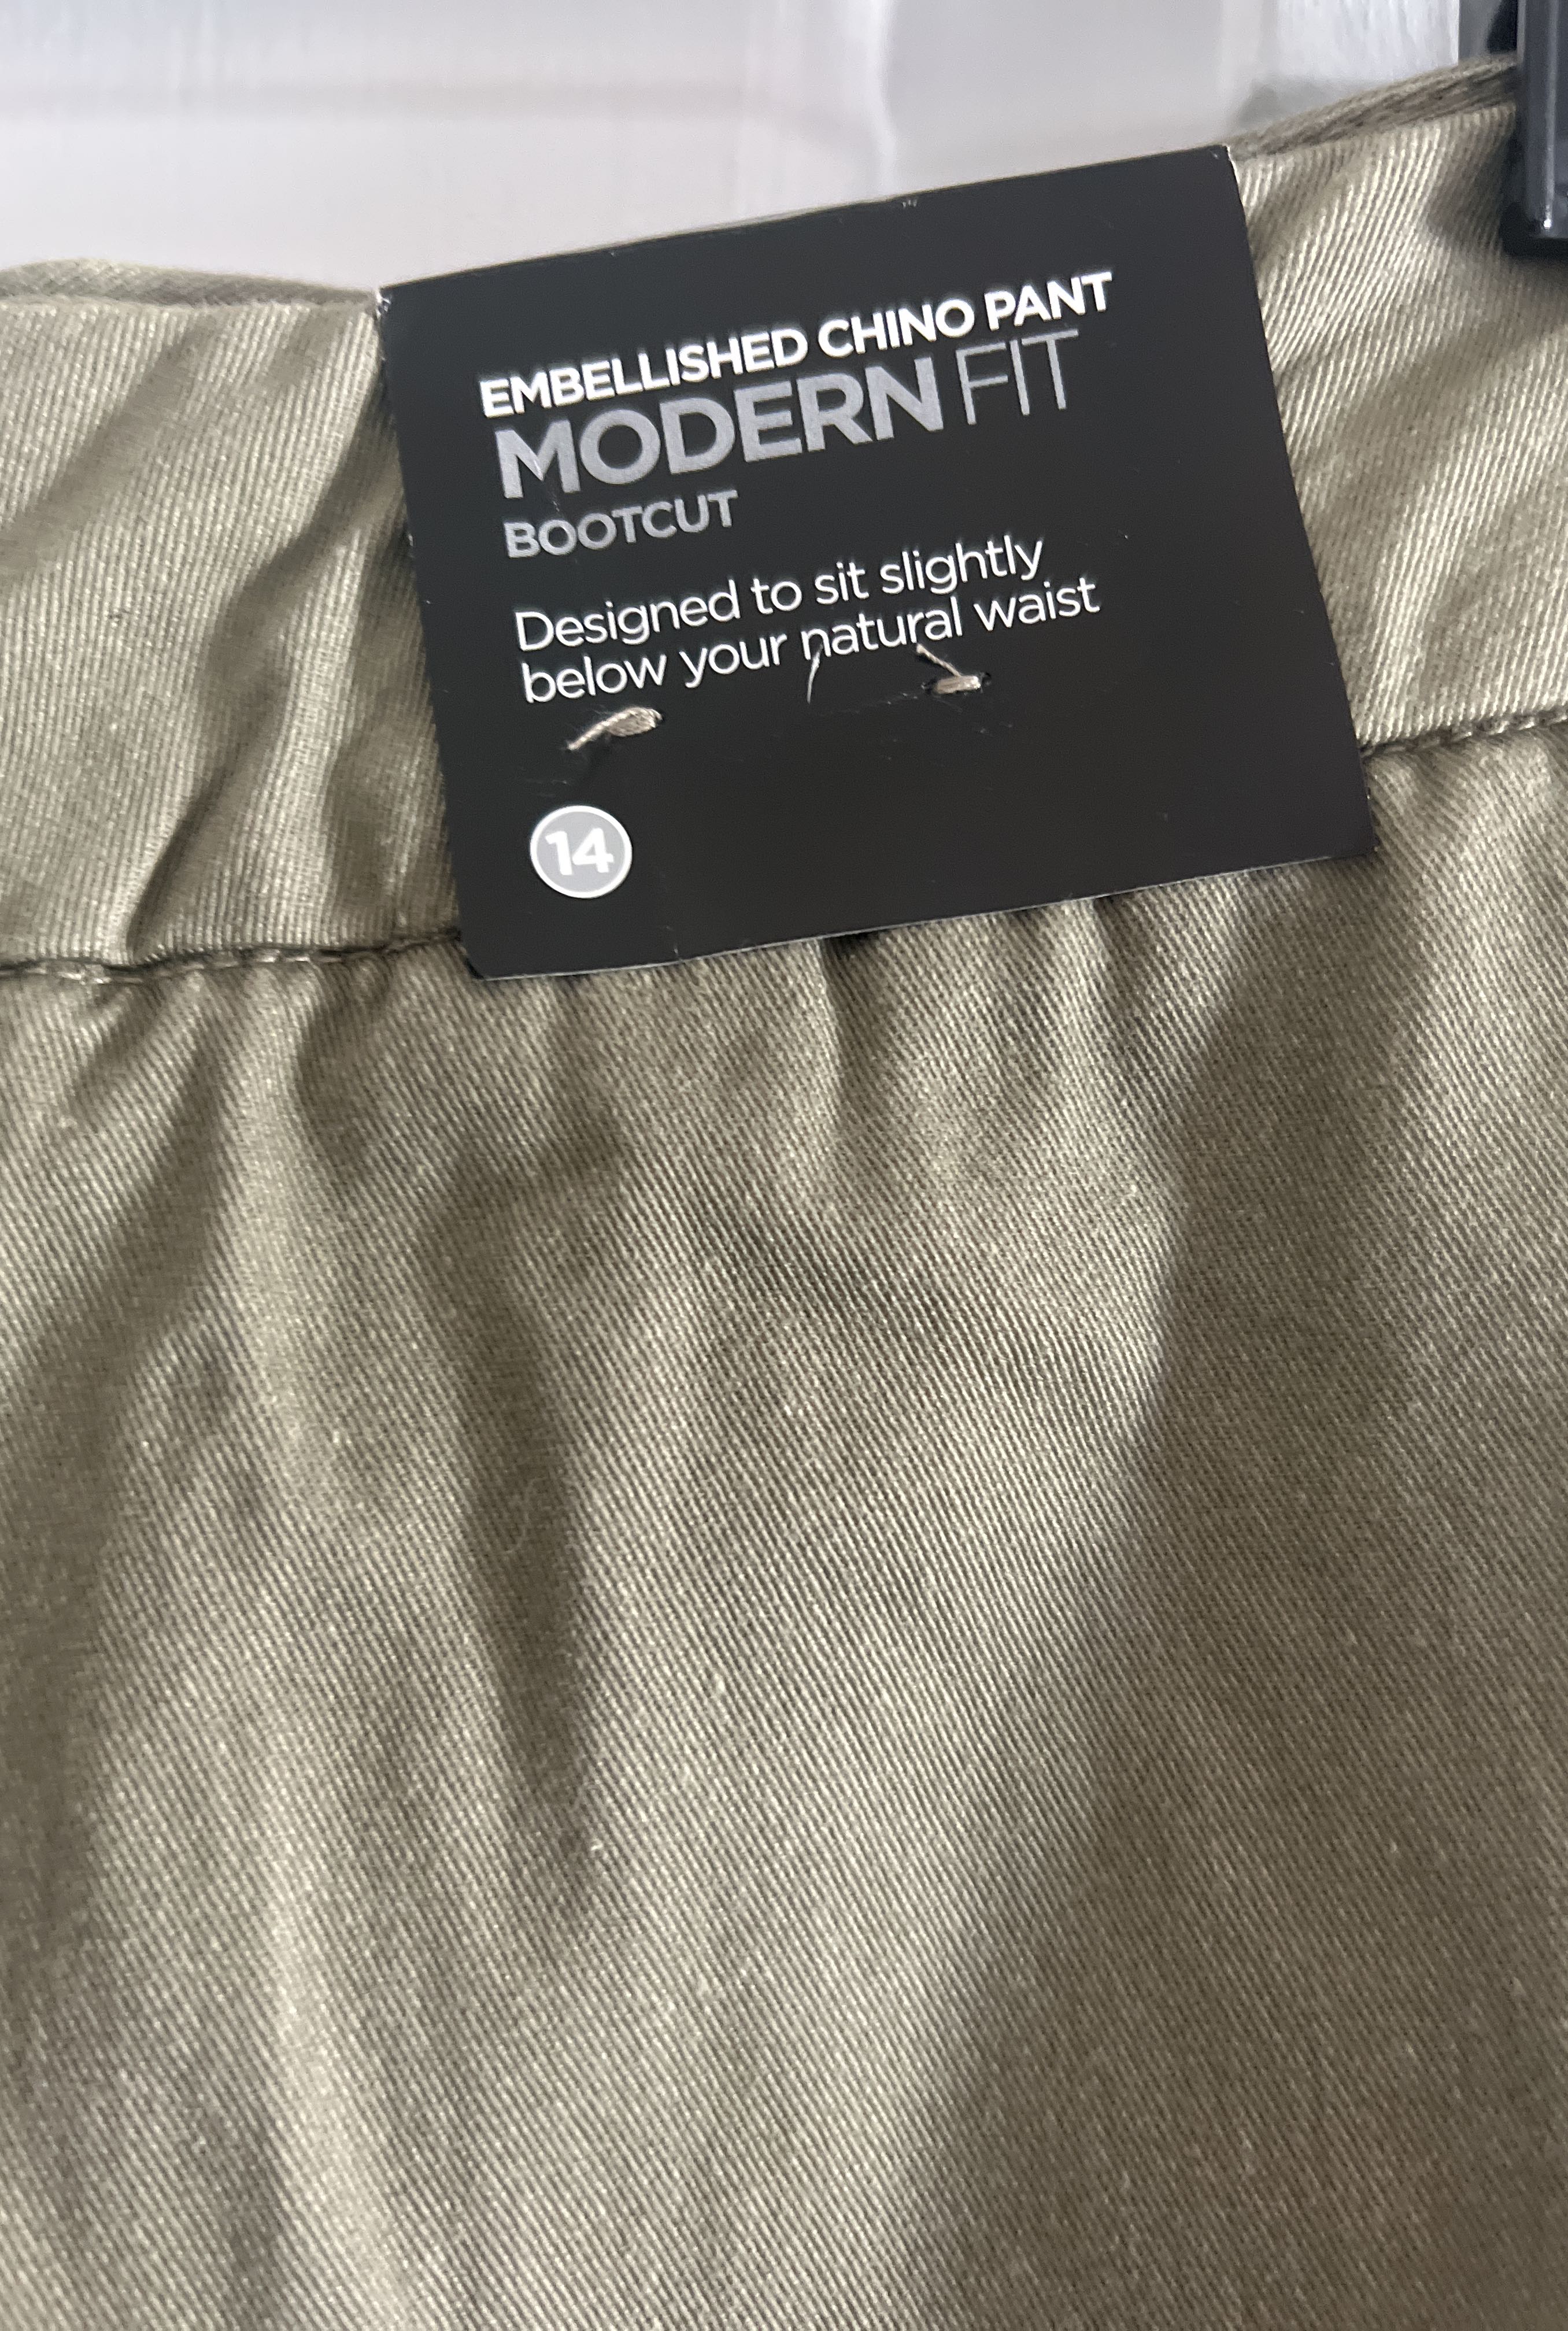 EMBELLISHED CHINO PANT
MODERN FIT
BOOTCUT
Designed to sit slightly
below your natural waist
14